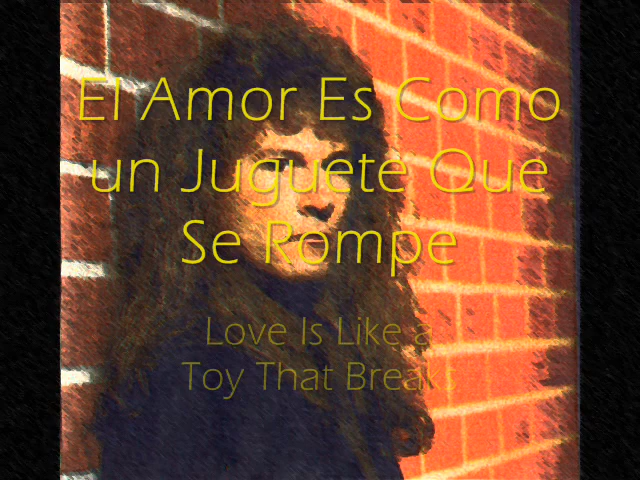 El Amor Es Como
un Juguete Que
Se Rompe
Love Is Like a
Toy That Breaks